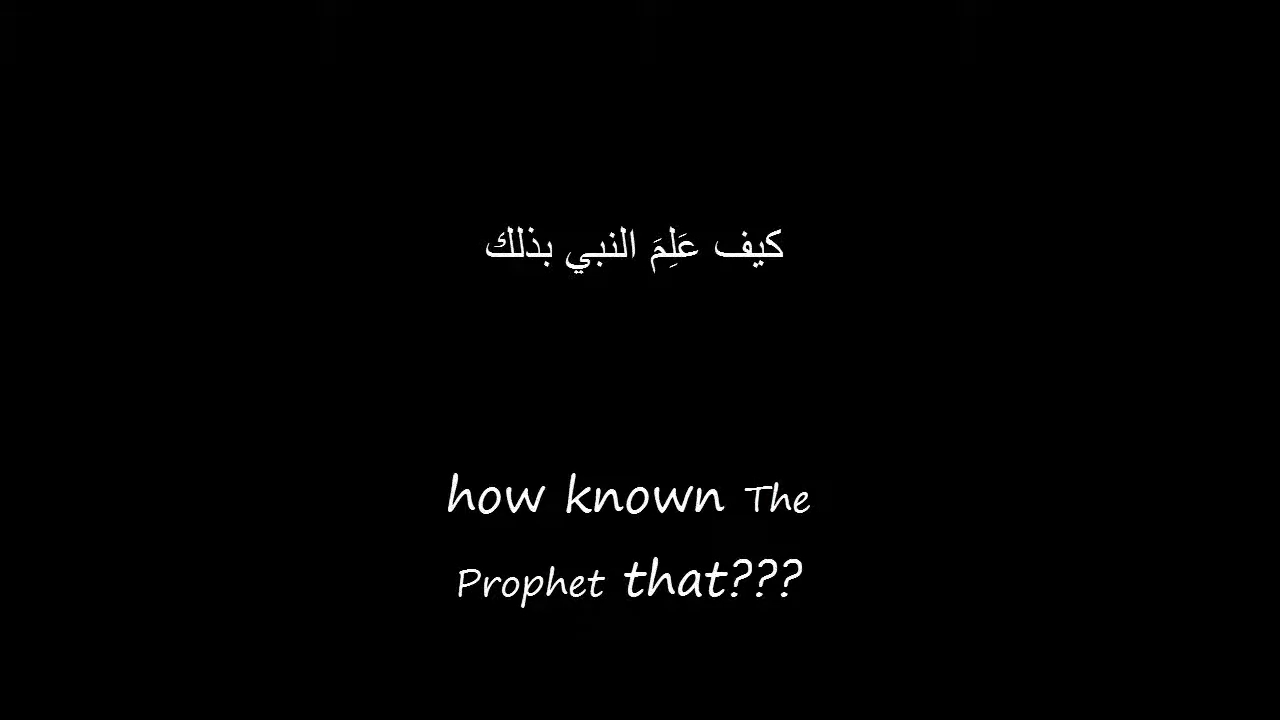 كيف عَلِمَ النبي بذلك
how known The
Prophet that???